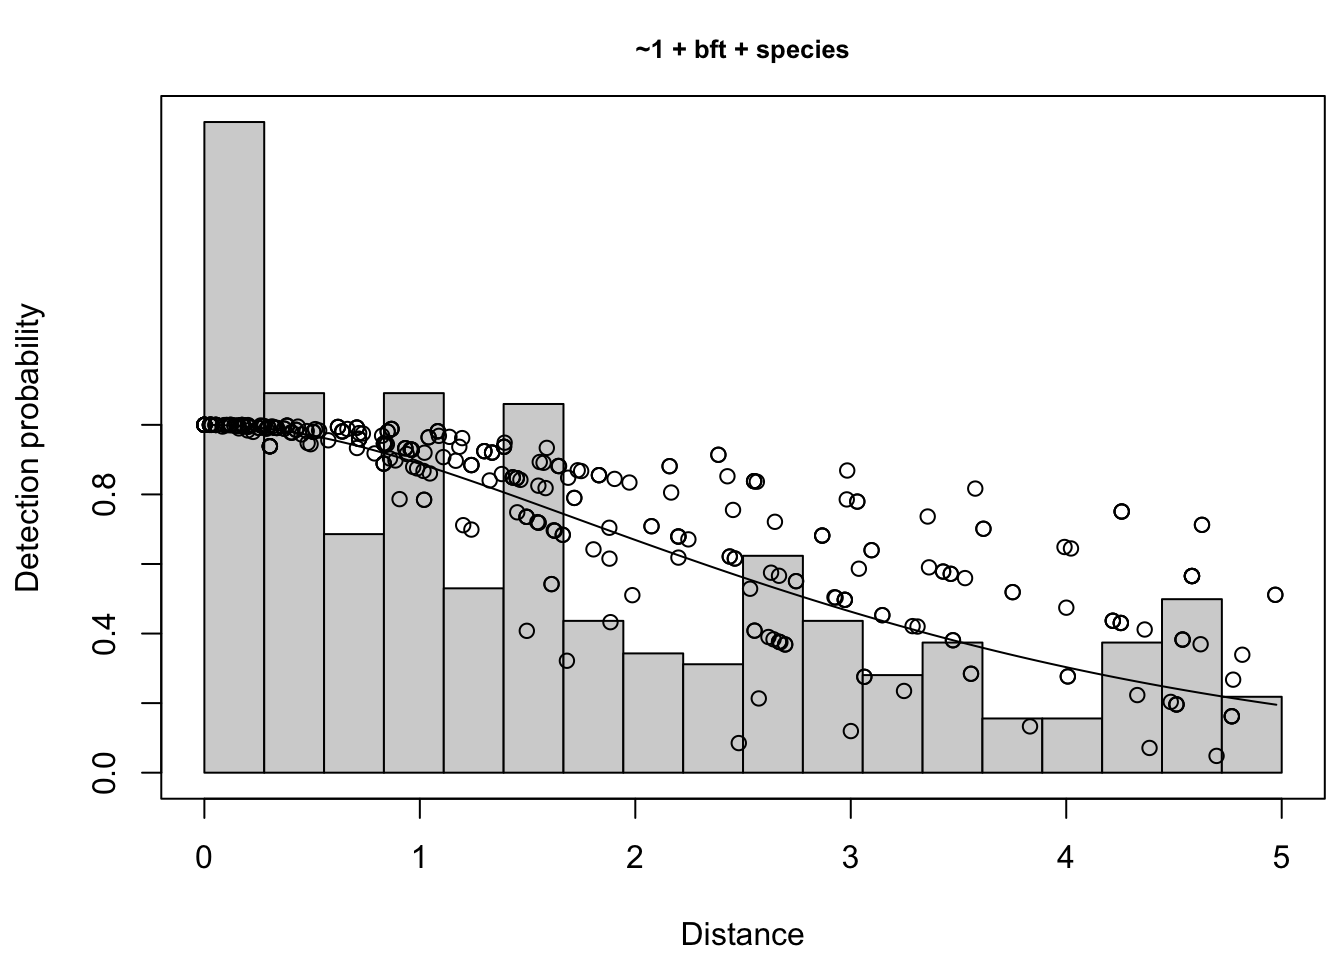 ~1 + bft + species
Detection probability
0.8
0.4
0.0
0 1 2 3 4 5
Distance